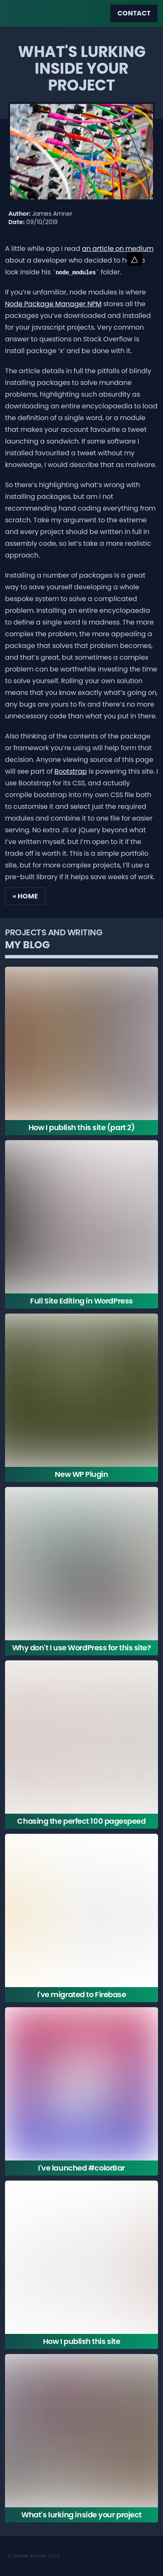 CONTACT
WHAT'S LURKING
INSIDE YOUR
PROJECT
Author: James Amner
Date: 09/10/2019
A little while ago I read an article on medium
about a developer who decided to have a
look inside his `node_modules` folder.
If you're unfamiliar, node modules is where
Node Package Manager NPM stores all the
packages you've downloaded and installed
for your javascript projects. Very commonly
the answer to questions on Stack Overflow is
install package 'x' and be done with it.
The article details in full the pitfalls of blindly
installing packages to solve mundane
problems, highlighting such absurdity as
downloading an entire encyclopaedia to load
the definition of a single word, or a module
that makes your account favourite a tweet
launching a sandwich. If some software I
installed favourited a tweet without my
knowledge, I would describe that as malware.
So there's highlighting what's wrong with
installing packages, but am I not
recommending hand coding everything from
scratch. Take my argument to the extreme
and every project should be written in full in
assembly code, so let's take a more realistic
approach.
Installing a number of packages is a great
way to save yourself developing a whole
bespoke system to solve a complicated
problem. Installing an entire encyclopaedia
to define a single word is madness. The more
complex the problem, the more appealing a
package that solves that problem becomes,
and that's great, but sometimes a complex
problem can be worthwhile investing the time
to solve yourself. Rolling your own solution
means that you know exactly what's going on,
any bugs are yours to fix and there's no more
unnecessary code than what you put in there.
Also thinking of the contents of the package
or framework you're using will help form that
decision. Anyone viewing source of this page
will see part of Bootstrap is powering this site. I
use Bootstrap for its CSS, and actually
compile Bootstrap into my own CSS file both
to customise it and select just the required
modules and combine it to one file for easier
serving. No extra JS or jQuery beyond what
I've written myself, but I'm open to it if the
trade off is worth it. This is a simple portfolio
site, but for more complex projects, I'll use a
pre-built library if it helps save weeks of work.
« HOME
PROJECTS AND WRITING
MY BLOG
How I publish this site (part 2)
Full Site Editing in WordPress
New WP Plugin
Why don't I use WordPress for this site?
Chasing the perfect 100 pagespeed
I've migrated to Firebase
I've launched #colorBar
How I publish this site
What's lurking inside your project
© James Amner 2022